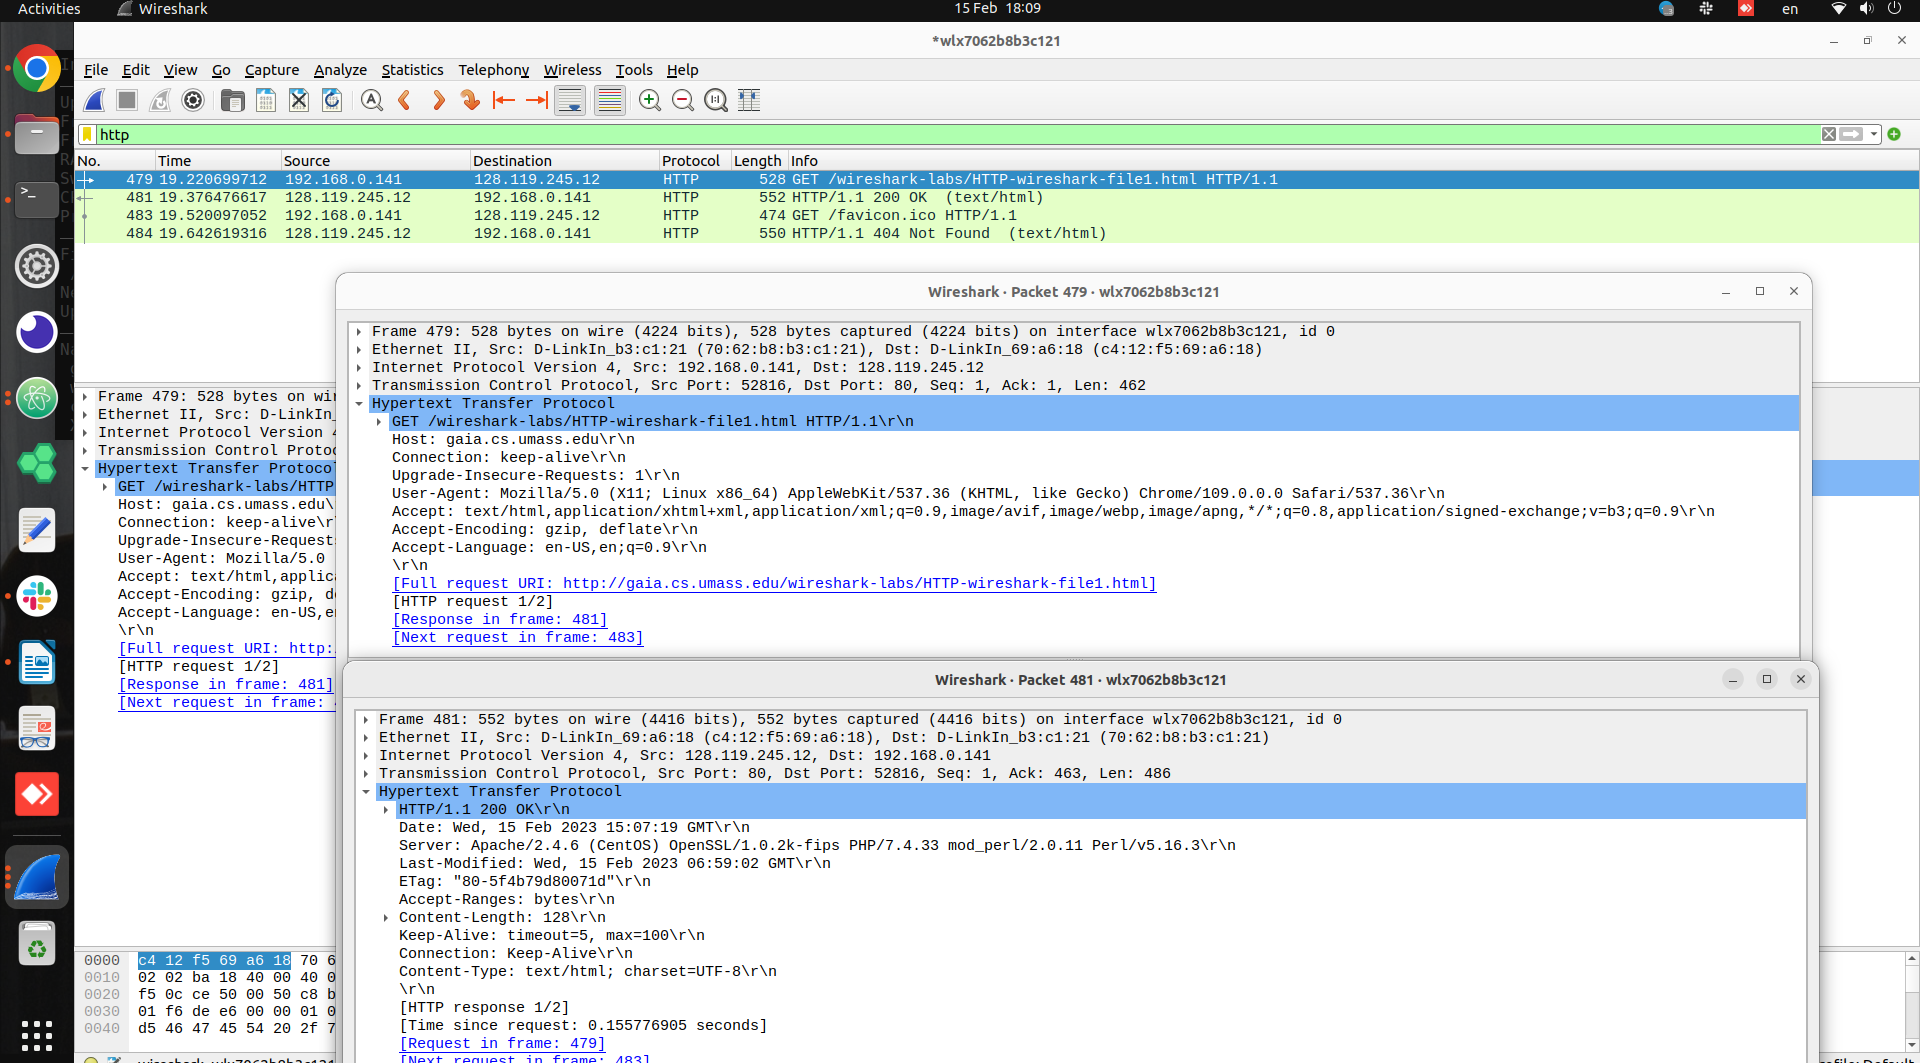 Activities
Wireshark
15 Feb 18:09
en
*wlx7062b8b3c121
File Edit View Go Capture Analyze Statistics Telephony Wireless Tools Help
http
No. Time Source Destination Protocol Length Info
479 19.220699712 192.168.0.141 128.119.245.12 HTTP 528 GET /wireshark-labs/HTTP-wireshark-file1.html HTTP/1.1
481 19.376476617 128.119.245.12 192.168.0.141 HTTP 552 HTTP/1.1 200 OK (text/html)
483 19.520097052 192.168.0.141 128.119.245.12 HTTP 474 GET /favicon.ico HTTP/1.1
484 19.642619316 128.119.245.12 192.168.0.141 HTTP 550 HTTP/1.1 404 Not Found (text/html)
Wireshark · Packet 479 · wlx7062b8b3c121
Frame 479: 528 bytes on wire (4224 bits), 528 bytes captured (4224 bits) on interface wlx7062b8b3c121, id 0
Ethernet II, Src: D-LinkIn_b3:c1:21 (70:62:b8:b3:c1:21), Dst: D-LinkIn_69:a6:18 (c4:12:f5:69:a6:18)
Internet Protocol Version 4, Src: 192.168.0.141, Dst: 128.119.245.12
Transmission Control Protocol, Src Port: 52816, Dst Port: 80, Seq: 1, Ack: 1, Len: 462
Hypertext Transfer Protocol
GET /wireshark-labs/HTTP-wireshark-file1.html HTTP/1.1\r\n
Host: gaia.cs.umass.edu\r\n
Connection: keep-alive\r\n
Upgrade-Insecure-Requests: 1\r\n
User-Agent: Mozilla/5.0 (X11; Linux x86_64) AppleWebKit/537.36 (KHTML, like Gecko) Chrome/109.0.0.0 Safari/537.36\r\n
Accept: text/html,application/xhtml+xml,application/xml;q=0.9,image/avif,image/webp,image/apng,*/*;q=0.8,application/signed-exchange;v=b3;q=0.9\r\n
Accept-Encoding: gzip, deflate\r\n
Accept-Language: en-US,en;q=0.9\r\n
\r\n
[Full request URI: http://gaia.cs.umass.edu/wireshark-labs/HTTP-wireshark-file1.html]
[HTTP request 1/2]
[Response in frame: 481]
[Next request in frame: 483]
Frame 479: 528 bytes on wir
Ethernet II, Src: D-LinkIn_
Internet Protocol Version 4
Transmission Control Protoc
Hypertext Transfer Protocol
GET /wireshark-labs/HTTP
Host: gaia.cs.umass.edu\
Connection: keep-alive\r
Upgrade-Insecure-Request
User-Agent: Mozilla/5.0
Accept: text/html,applic
Accept-Encoding: gzip, d
Accept-Language: en-US,e
\r\n
[Full request URI: http:
[HTTP request 1/2]
[Response in frame: 481]
[Next request in frame:
Wireshark · Packet 481 · wlx7062b8b3c121
Frame 481: 552 bytes on wire (4416 bits), 552 bytes captured (4416 bits) on interface wlx7062b8b3c121, id 0
Ethernet II, Src: D-LinkIn_69:a6:18 (c4:12:f5:69:a6:18), Dst: D-LinkIn_b3:c1:21 (70:62:b8:b3:c1:21)
Internet Protocol Version 4, Src: 128.119.245.12, Dst: 192.168.0.141
Transmission Control Protocol, Src Port: 80, Dst Port: 52816, Seq: 1, Ack: 463, Len: 486
Hypertext Transfer Protocol
HTTP/1.1 200 OK\r\n
Date: Wed, 15 Feb 2023 15:07:19 GMT\r\n
Server: Apache/2.4.6 (CentOS) OpenSSL/1.0.2k-fips PHP/7.4.33 mod_perl/2.0.11 Perl/v5.16.3\r\n
Last-Modified: Wed, 15 Feb 2023 06:59:02 GMT\r\n
ETag: "80-5f4b79d80071d"\r\n
Accept-Ranges: bytes\r\n
Content-Length: 128\r\n
Keep-Alive: timeout=5, max=100\r\n
Connection: Keep-Alive\r\n
Content-Type: text/html; charset=UTF-8\r\n
\r\n
[HTTP response 1/2]
[Time since request: 0.155776905 seconds]
[Request in frame: 479]
[Next request in frame: 483]
0000 c4 12 f5 69 a6 18 70 6
0010 02 02 ba 18 40 00 40 0
0020 f5 0c ce 50 00 50 c8 b
0030 01 f6 de e6 00 00 01 0
0040 d5 46 47 45 54 20 2f 7